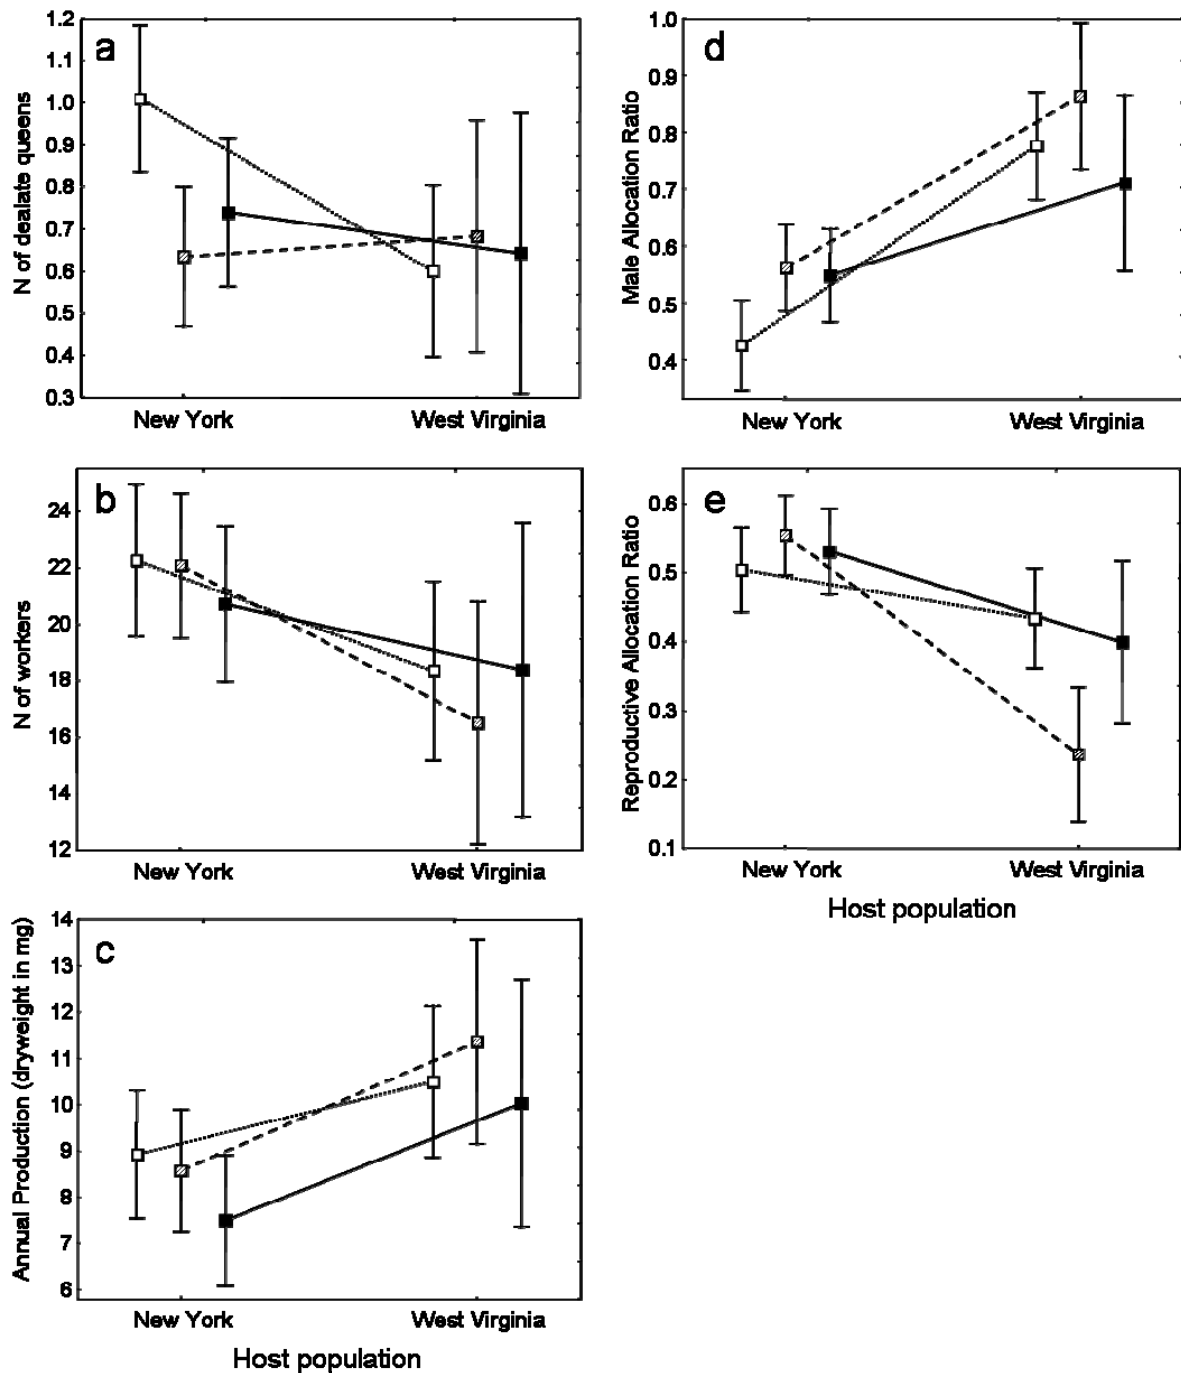 a
N of dealate queens
1.2
1.1
1.0
0.9
0.8
0.7
0.6
0.5
0.4
0.3
New York West Virginia
d
Male Allocation Ratio
1.0
0.9
0.8
0.7
0.6
0.5
0.4
New York West Virginia
b
N of workers
24
22
20
18
16
14
12
New York West Virginia
e
Reproductive Allocation Ratio
0.6
0.5
0.4
0.3
0.2
0.1
New York West Virginia
Host population
c
Annual Production (dryweight in mg)
14
13
12
11
10
9
8
7
6
New York West Virginia
Host population